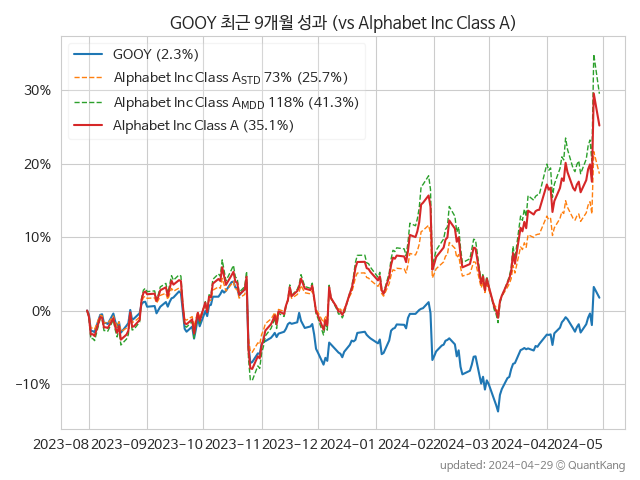 GOOY 최근 9개월 성과 (vs Alphabet Inc Class A)
GOOY (2.3%)
Alphabet Inc Class A STD 73% (25.7%)
Alphabet Inc Class A MDD 118% (41.3%)
Alphabet Inc Class A (35.1%)
30%
20%
10%
0%
−10%
2023-08 2023-09 2023-10 2023-11 2023-12 2024-01 2024-02 2024-03 2024-04 2024-05
updated: 2024-04-29 © QuantKang